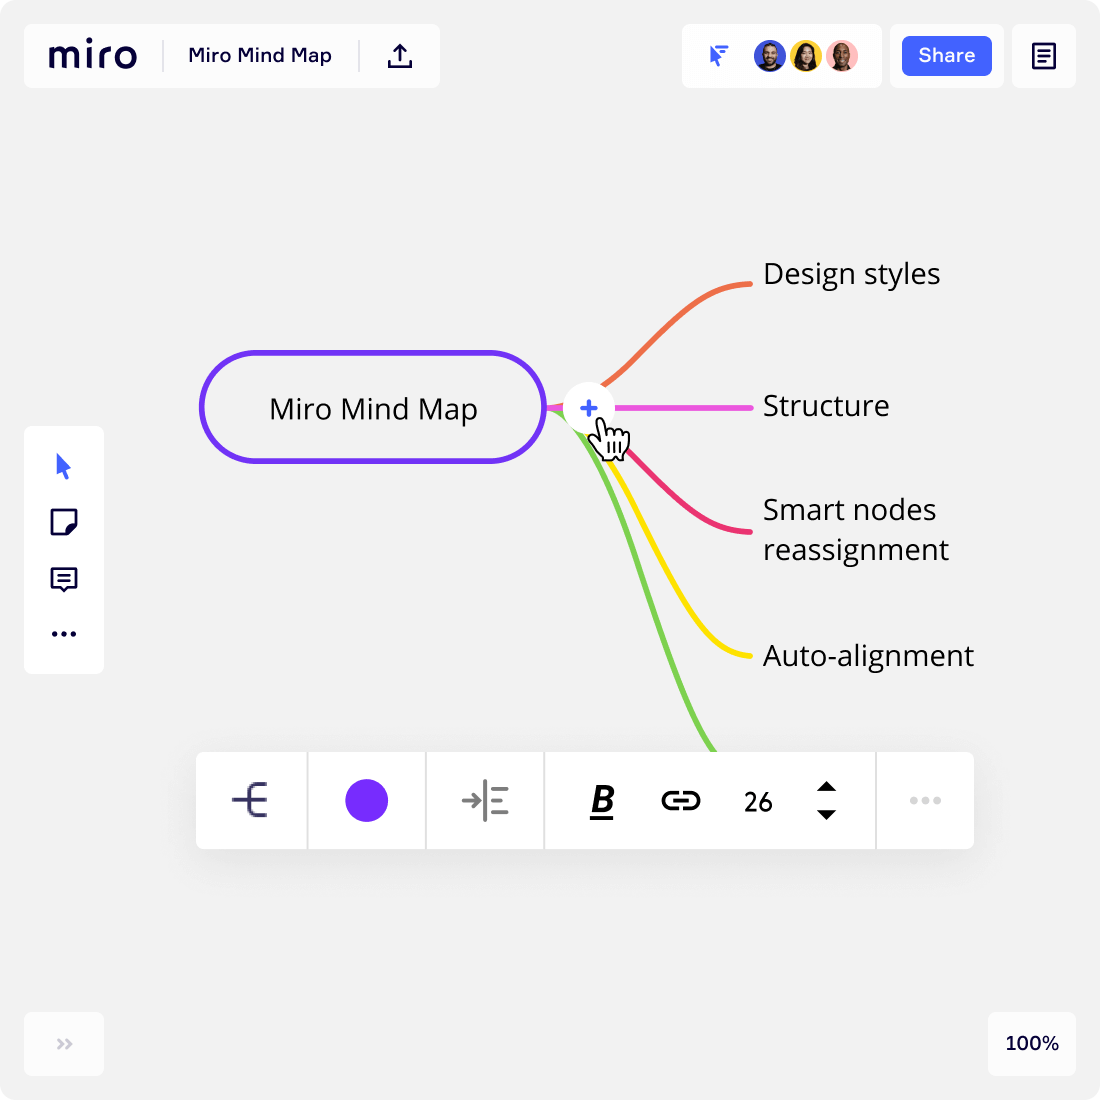 miro
Miro Mind Map
Share
Design styles
Miro Mind Map
Structure
Smart nodes
reassignment
Auto-alignment
B
26
100%